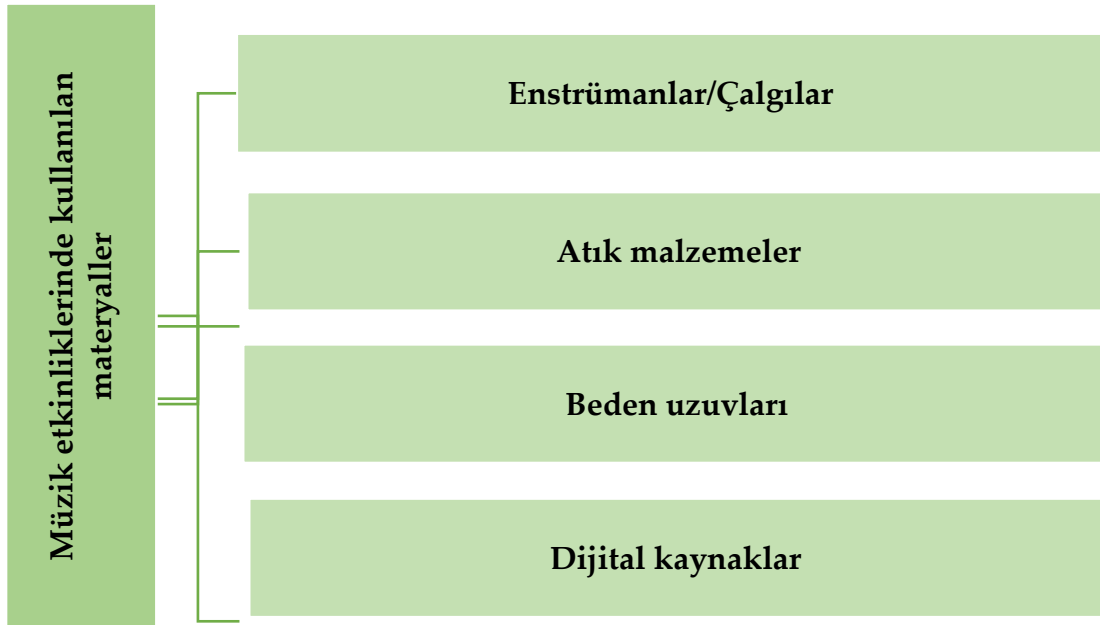 Müzik etkinliklerinde kullanılan
materyaller
Enstrümanlar/Çalgılar
Atık malzemeler
Beden uzuvları
Dijital kaynaklar